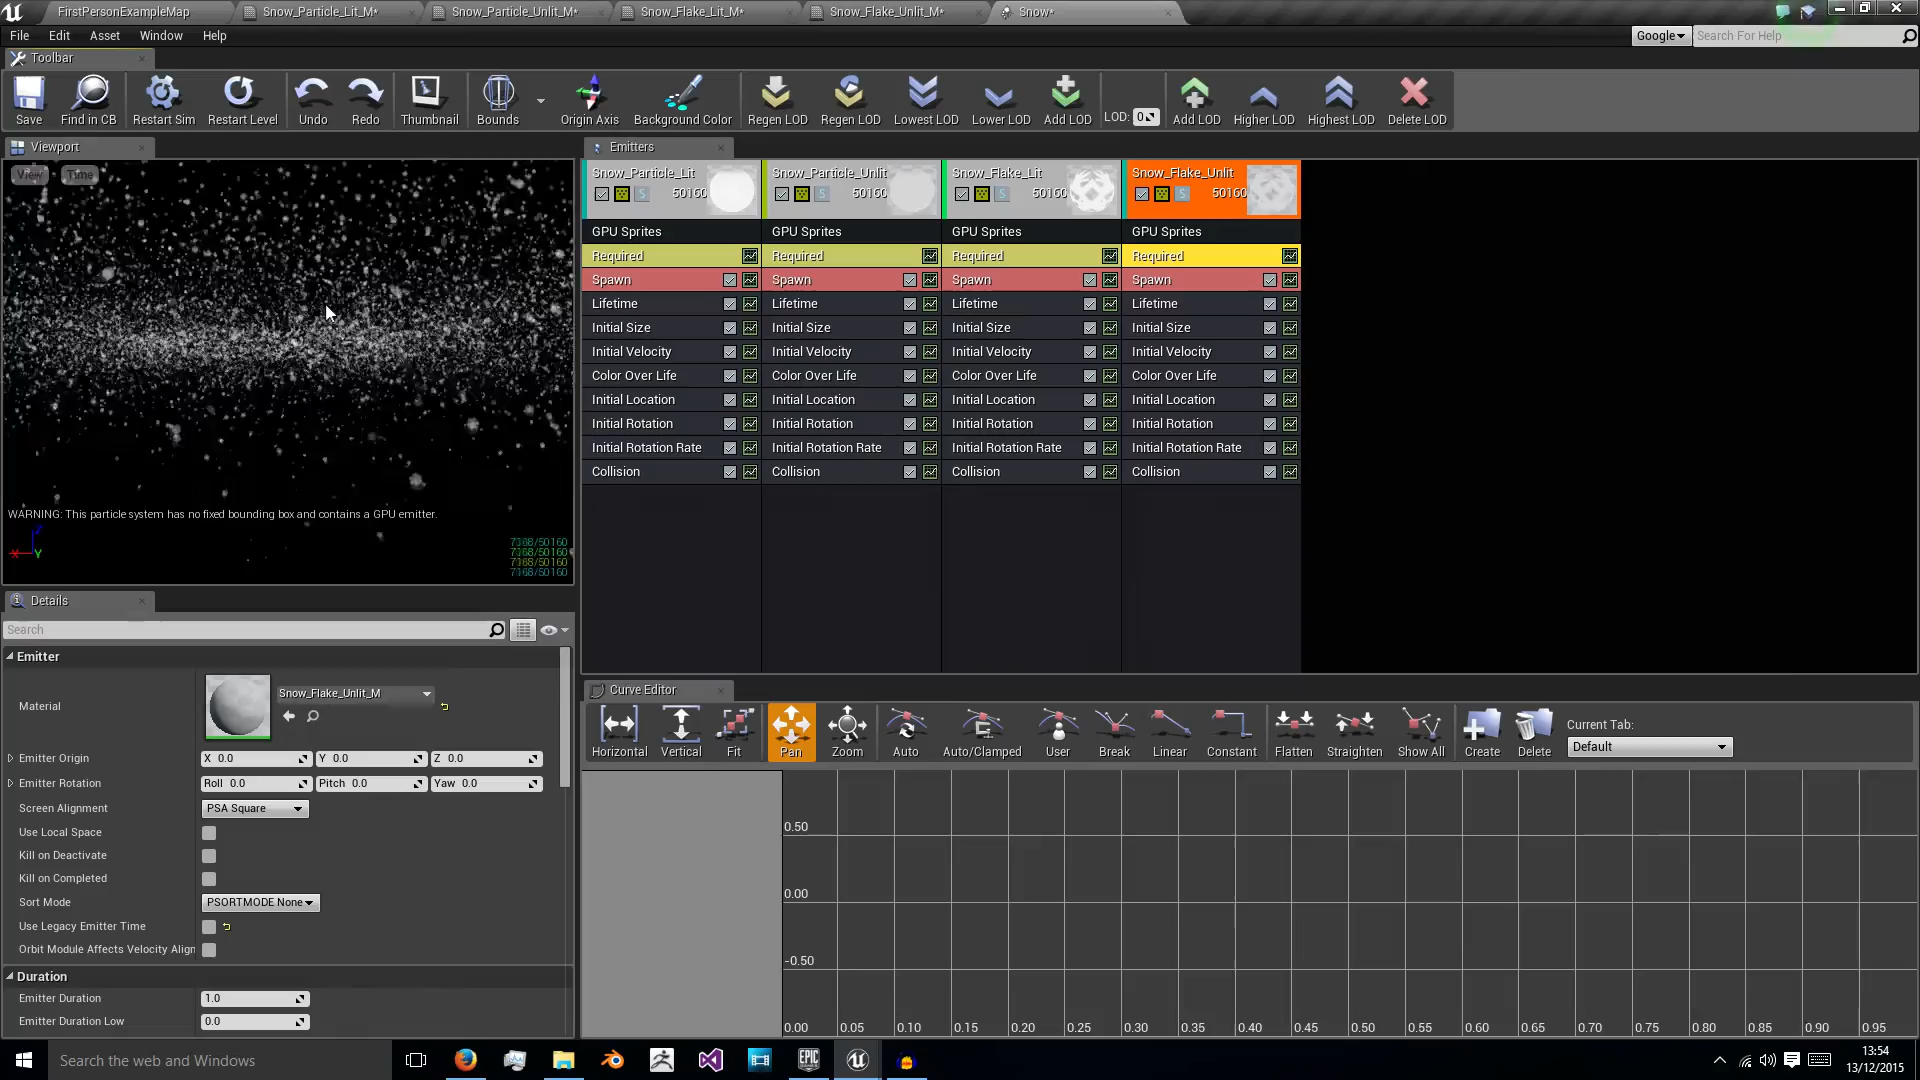 FirstPersonExampleMap
Snow_Particle_Lit_M*
Snow_Particle_Unlit_M*
Snow_Flake_Lit_M*
Snow_Flake_Unlit_M*
Snow*
File Edit Asset Window Help
Google
Search For Help
Toolbar
Save
Find in CB
Restart Sim
Restart Level
Undo
Redo
Thumbnail
Bounds
Origin Axis
Background Color
Regen LOD
Regen LOD
Lowest LOD
Lower LOD
Add LOD
LOD: 0
Add LOD
Higher LOD
Highest LOD
Delete LOD
Viewport
View
Time
WARNING: This particle system has no fixed bounding box and contains a GPU emitter.
X Y Z
7168/50160
7168/50160
7168/50160
7168/50160
Emitters
Snow_Particle_Lit
S 50160
Snow_Particle_Unlit
S 50160
Snow_Flake_Lit
S 50160
Snow_Flake_Unlit
S 50160
GPU Sprites GPU Sprites GPU Sprites GPU Sprites
Required Required Required Required
Spawn Spawn Spawn Spawn
Lifetime Lifetime Lifetime Lifetime
Initial Size Initial Size Initial Size Initial Size
Initial Velocity Initial Velocity Initial Velocity Initial Velocity
Color Over Life Color Over Life Color Over Life Color Over Life
Initial Location Initial Location Initial Location Initial Location
Initial Rotation Initial Rotation Initial Rotation Initial Rotation
Initial Rotation Rate Initial Rotation Rate Initial Rotation Rate Initial Rotation Rate
Collision Collision Collision Collision
Details
Search
Emitter
Material
Snow_Flake_Unlit_M
Emitter Origin X 0.0 Y 0.0 Z 0.0
Emitter Rotation Roll 0.0 Pitch 0.0 Yaw 0.0
Screen Alignment PSA Square
Use Local Space
Kill on Deactivate
Kill on Completed
Sort Mode PSORTMODE None
Use Legacy Emitter Time
Orbit Module Affects Velocity Align
Duration
Emitter Duration 1.0
Emitter Duration Low 0.0
Curve Editor
Horizontal
Vertical
Fit
Pan
Zoom
Auto
Auto/Clamped
User
Break
Linear
Constant
Flatten
Straighten
Show All
Create
Delete
Current Tab:
Default
0.50
0.00
-0.50
0.00 0.05 0.10 0.15 0.20 0.25 0.30 0.35 0.40 0.45 0.50 0.55 0.60 0.65 0.70 0.75 0.80 0.85 0.90 0.95
Search the web and Windows
EPIC
GAMES
13:54
13/12/2015